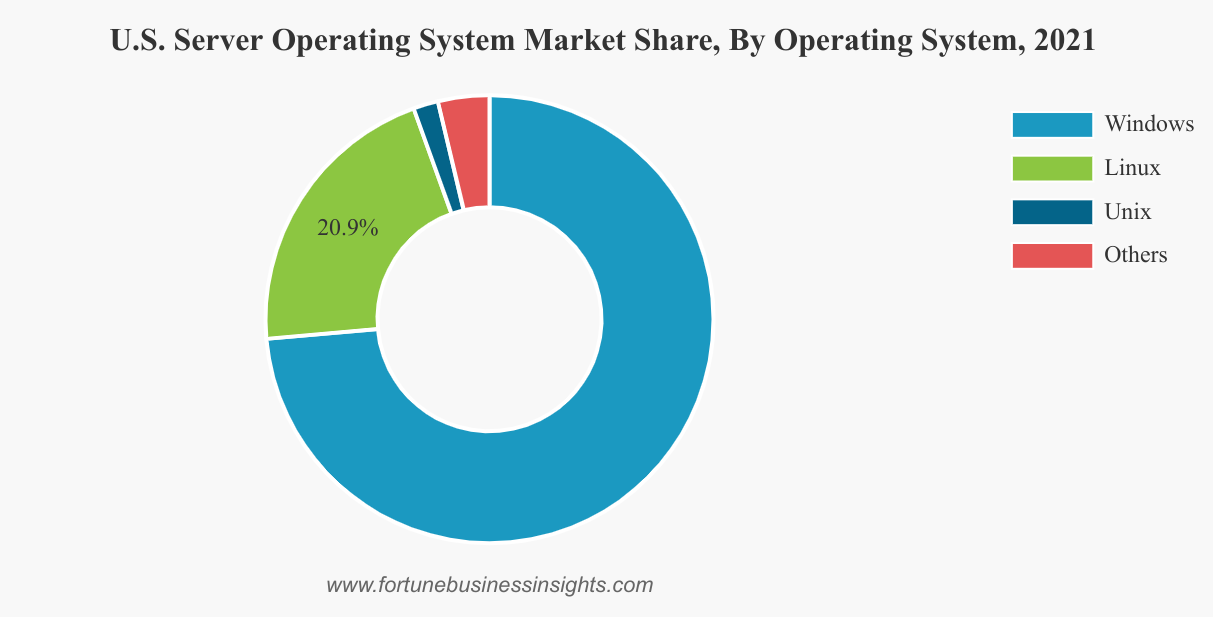 U.S. Server Operating System Market Share, By Operating System, 2021
Windows
Linux
Unix
Others
20.9%
www.fortunebusinessinsights.com